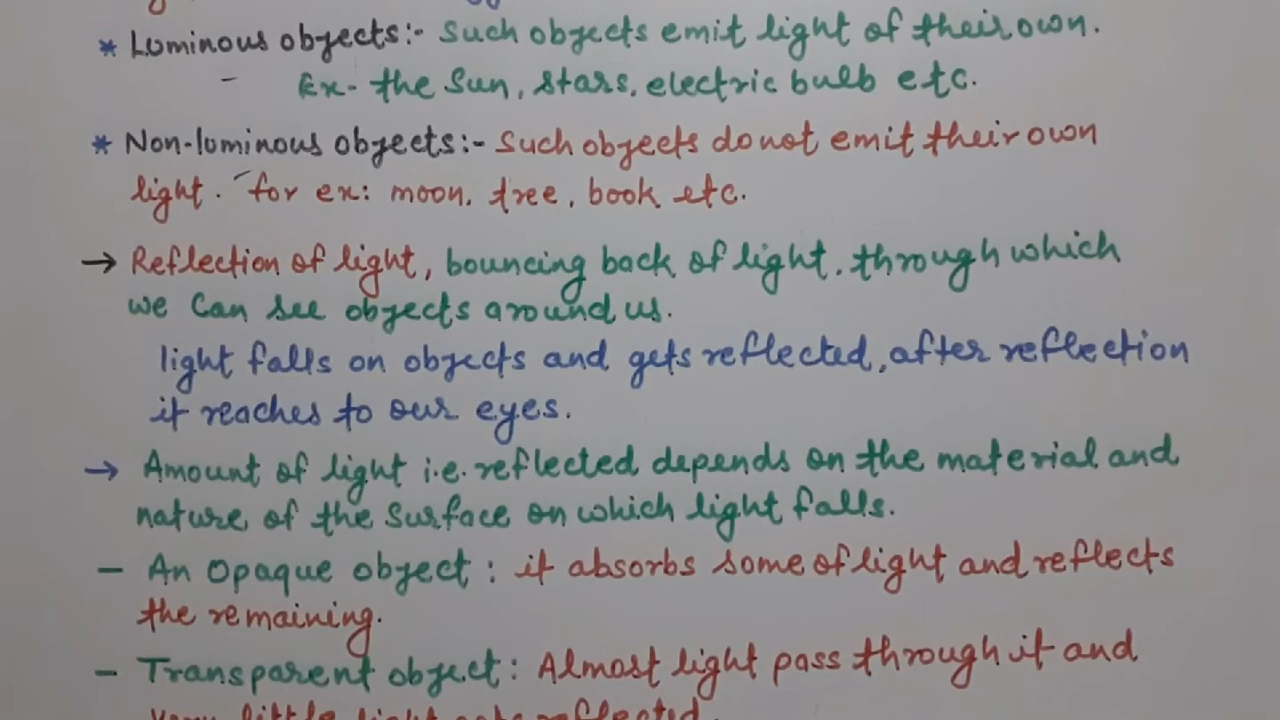 * Luminous objects:- Such objects emit light of their own.
Ex- the Sun, stars, electric bulb etc.
* Non-luminous objects:- Such objects do not emit their own
light. for ex: moon, tree, book etc.
→ Reflection of light, bouncing back of light, through which
we can see objects around us.
light falls on objects and gets reflected, after reflection
it reaches to our eyes.
→ Amount of light i.e. reflected depends on the material and
nature of the surface on which light falls.
- An Opaque object: it absorbs some of light and reflects
the remaining.
- Transparent object: Almost light pass through it and
very little light gets reflected.